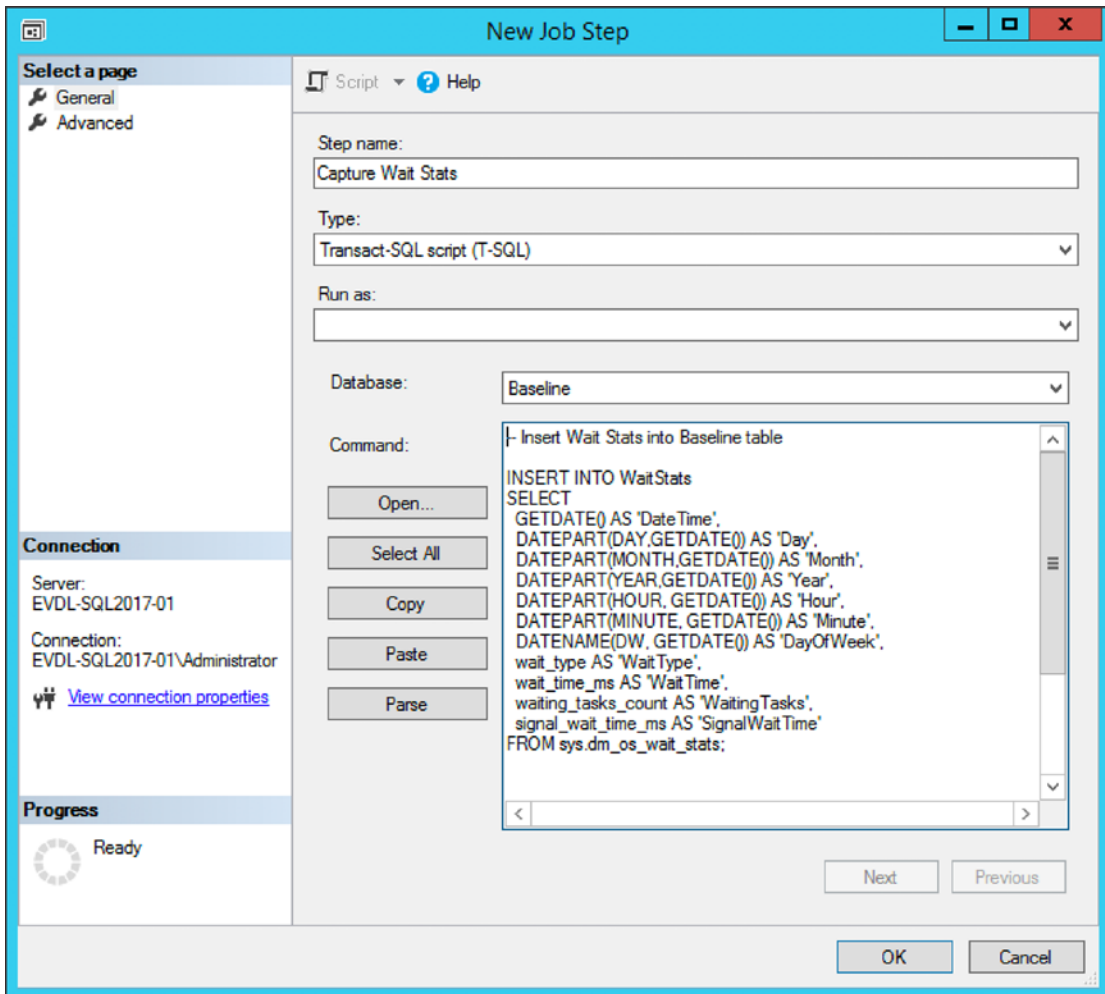 New Job Step
Select a page
General
Advanced
Script
Help
Step name:
Capture Wait Stats
Type:
Transact-SQL script (T-SQL)
Run as:
Database:
Baseline
Command:
-- Insert Wait Stats into Baseline table
INSERT INTO WaitStats
SELECT
GETDATE() AS 'DateTime',
DATEPART(DAY,GETDATE()) AS 'Day',
DATEPART(MONTH,GETDATE()) AS 'Month',
DATEPART(YEAR,GETDATE()) AS 'Year',
DATEPART(HOUR, GETDATE()) AS 'Hour',
DATEPART(MINUTE, GETDATE()) AS 'Minute',
DATENAME(DW, GETDATE()) AS 'DayOfWeek',
wait_type AS 'WaitType',
wait_time_ms AS 'WaitTime',
waiting_tasks_count AS 'WaitingTasks',
signal_wait_time_ms AS 'SignalWaitTime'
FROM sys.dm_os_wait_stats;
Open...
Select All
Copy
Paste
Parse
Connection
Server:
EVDL-SQL2017-01
Connection:
EVDL-SQL2017-01\Administrator
View connection properties
Progress
Ready
Next
Previous
OK
Cancel